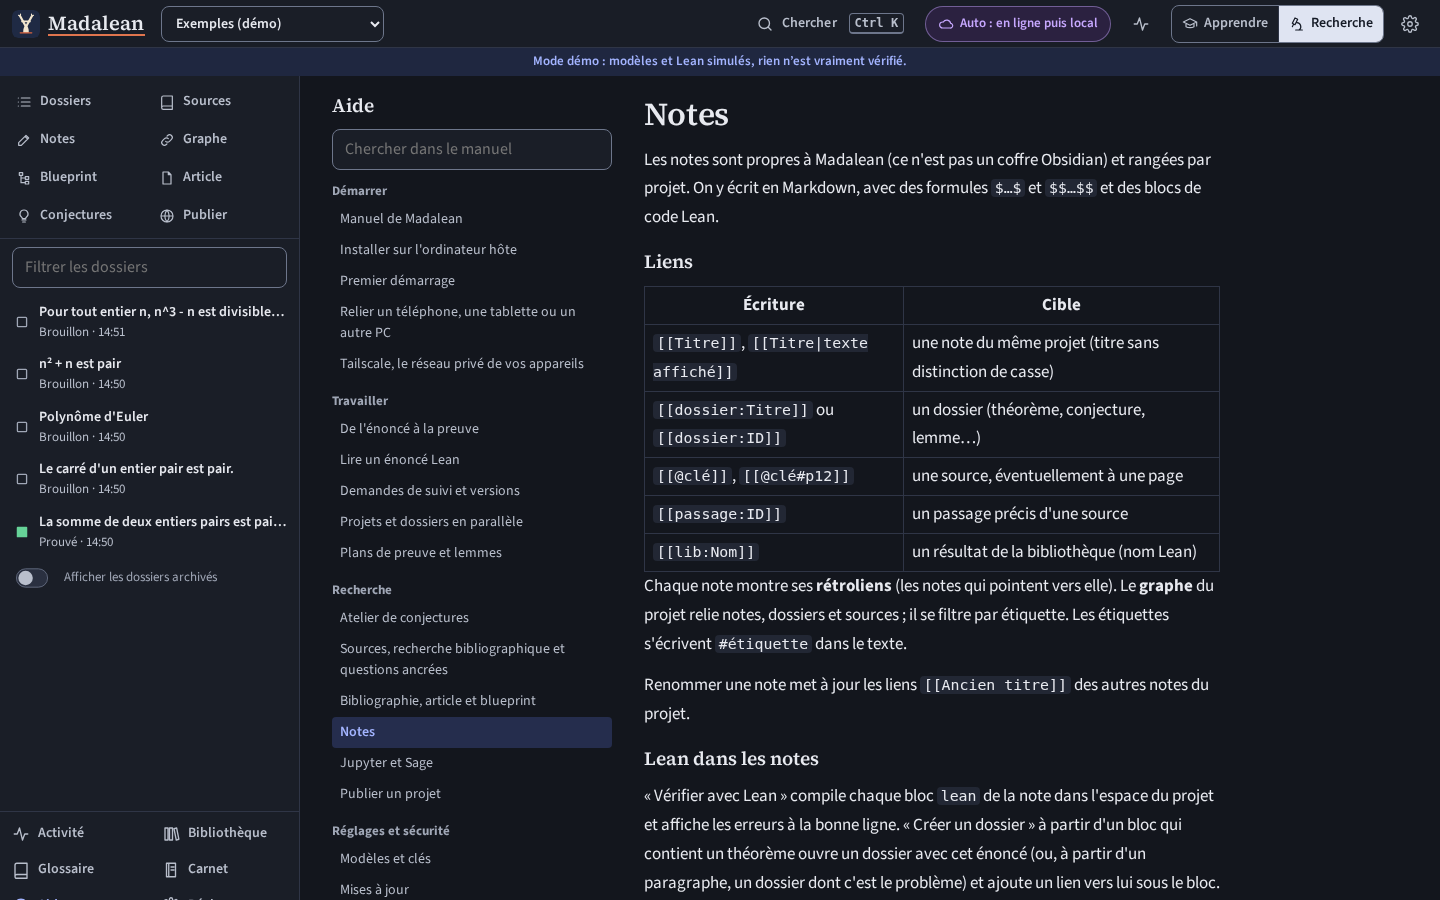 Madalean
Exemples (démo)
Chercher Ctrl K
Auto : en ligne puis local
Apprendre
Recherche
Mode démo : modèles et Lean simulés, rien n'est vraiment vérifié.
Dossiers
Sources
Notes
Graphe
Blueprint
Article
Conjectures
Publier
Filtrer les dossiers
Pour tout entier n, n^3 - n est divisible…
Brouillon · 14:51
n² + n est pair
Brouillon · 14:50
Polynôme d'Euler
Brouillon · 14:50
Le carré d'un entier pair est pair.
Brouillon · 14:50
La somme de deux entiers pairs est pai…
Prouvé · 14:50
Afficher les dossiers archivés
Activité
Bibliothèque
Glossaire
Carnet
Aide
Chercher dans le manuel
Démarrer
Manuel de Madalean
Installer sur l'ordinateur hôte
Premier démarrage
Relier un téléphone, une tablette ou un
autre PC
Tailscale, le réseau privé de vos appareils
Travailler
De l'énoncé à la preuve
Lire un énoncé Lean
Demandes de suivi et versions
Projets et dossiers en parallèle
Plans de preuve et lemmes
Recherche
Atelier de conjectures
Sources, recherche bibliographique et
questions ancrées
Bibliographie, article et blueprint
Notes
Jupyter et Sage
Publier un projet
Réglages et sécurité
Modèles et clés
Mises à jour
Notes
Les notes sont propres à Madalean (ce n'est pas un coffre Obsidian) et rangées par
projet. On y écrit en Markdown, avec des formules $…$ et $$…$$ et des blocs de
code Lean.
Liens
Écriture Cible
[[Titre]], [[Titre|texte
affiché]]
une note du même projet (titre sans
distinction de casse)
[[dossier:Titre]] ou
[[dossier:ID]]
un dossier (théorème, conjecture,
lemme…)
[[@clé]], [[@clé#p12]] une source, éventuellement à une page
[[passage:ID]] un passage précis d'une source
[[lib:Nom]] un résultat de la bibliothèque (nom Lean)
Chaque note montre ses rétroliens (les notes qui pointent vers elle). Le graphe du
projet relie notes, dossiers et sources ; il se filtre par étiquette. Les étiquettes
s'écrivent #étiquette dans le texte.
Renommer une note met à jour les liens [[Ancien titre]] des autres notes du
projet.
Lean dans les notes
« Vérifier avec Lean » compile chaque bloc lean de la note dans l'espace du projet
et affiche les erreurs à la bonne ligne. « Créer un dossier » à partir d'un bloc qui
contient un théorème ouvre un dossier avec cet énoncé (ou, à partir d'un
paragraphe, un dossier dont c'est le problème) et ajoute un lien vers lui sous le bloc.